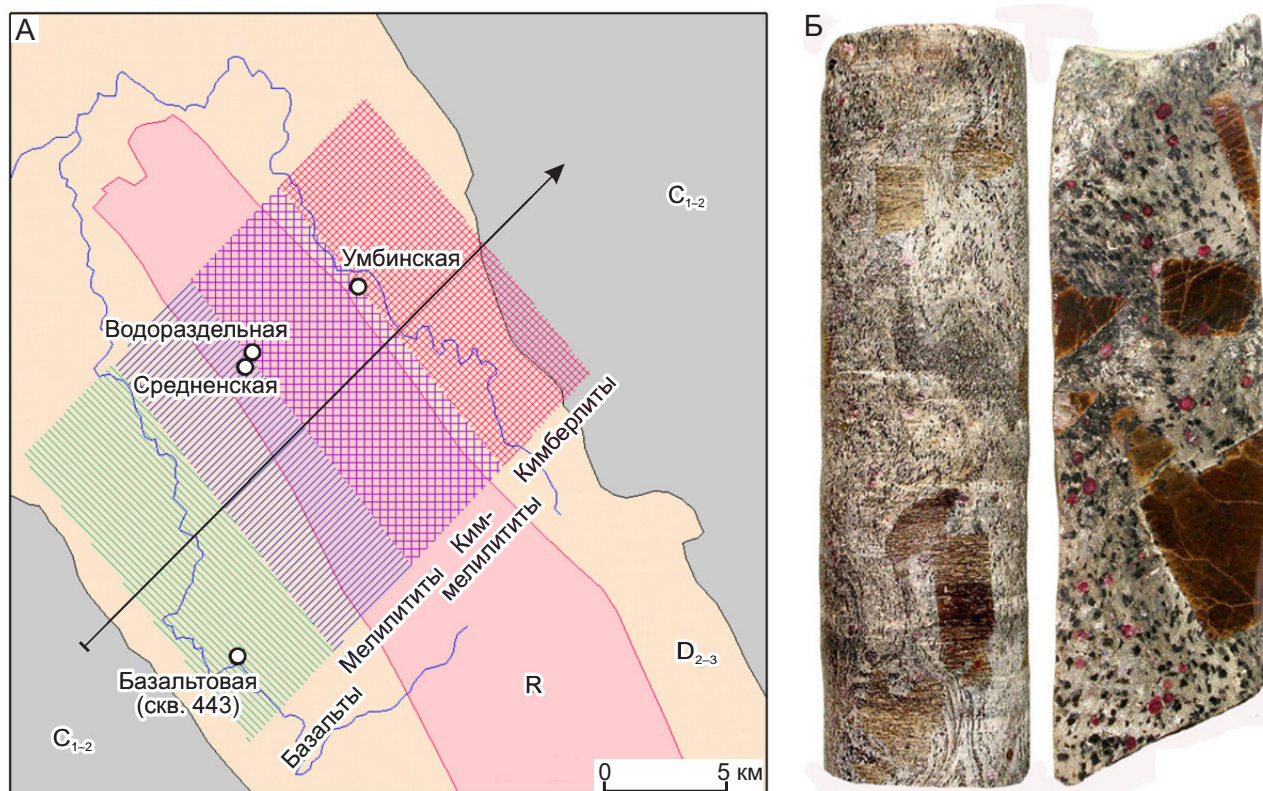 А
Б
C₁₋₂
Умбинская
Водораздельная
Средненская
Кимберлиты
Ким-
мелилититы
Мелилититы
D₂₋₃
R
Базальтовая
(скв. 443)
Базальты
C₁₋₂
0 5 км